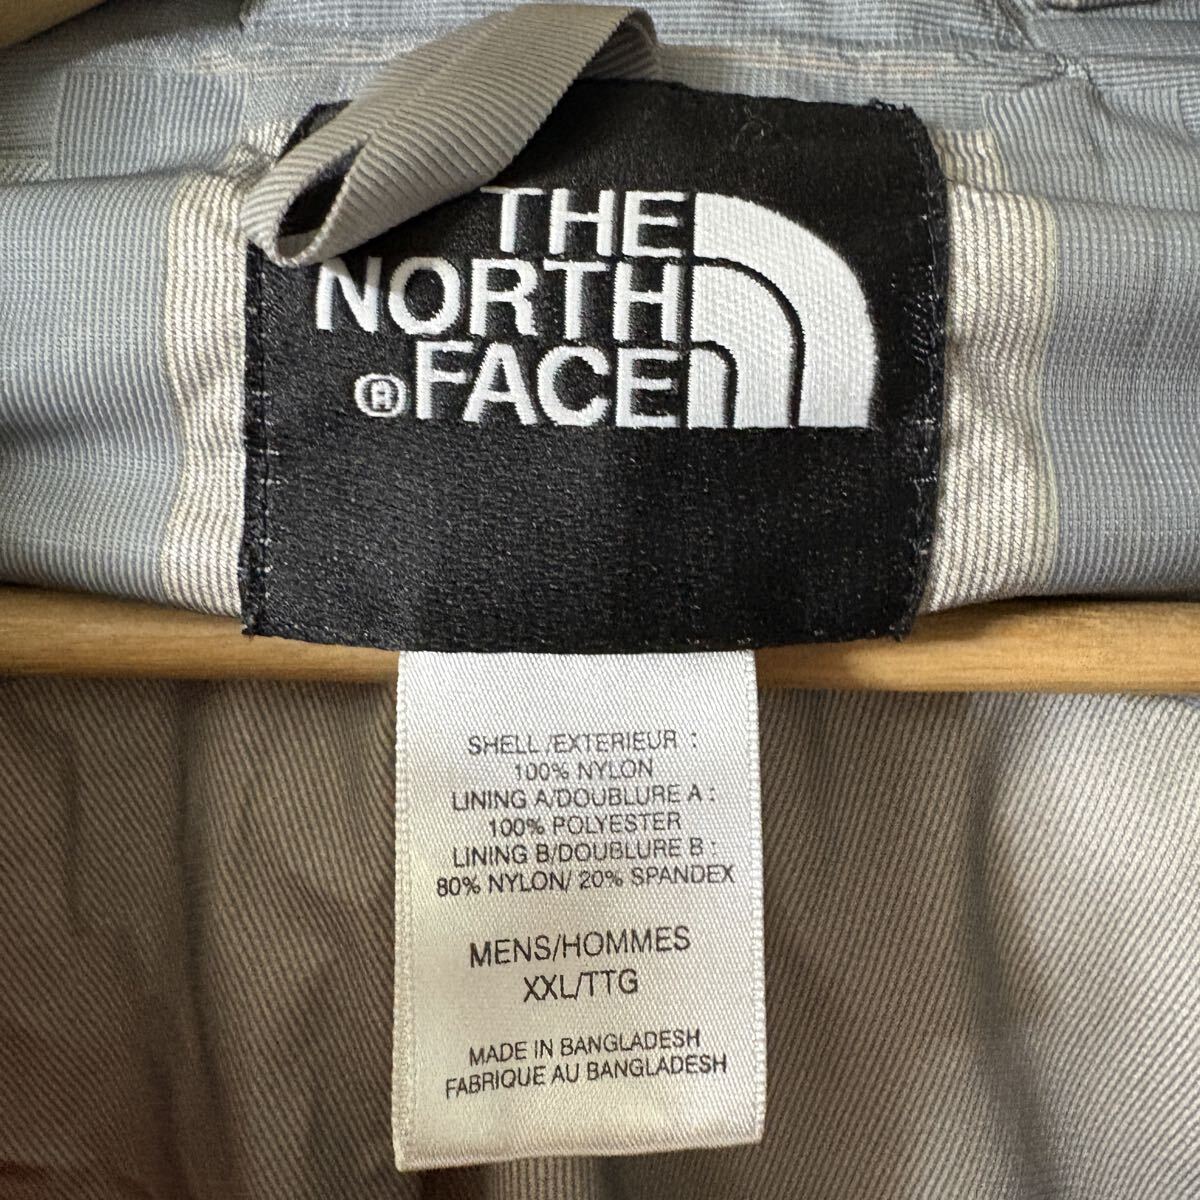 THE
NORTH
®FACE
SHELL/EXTERIEUR :
100% NYLON
LINING A/DOUBLURE A :
100% POLYESTER
LINING B/DOUBLURE B :
80% NYLON/ 20% SPANDEX
MENS/HOMMES
XXL/TTG
MADE IN BANGLADESH
FABRIQUE AU BANGLADESH